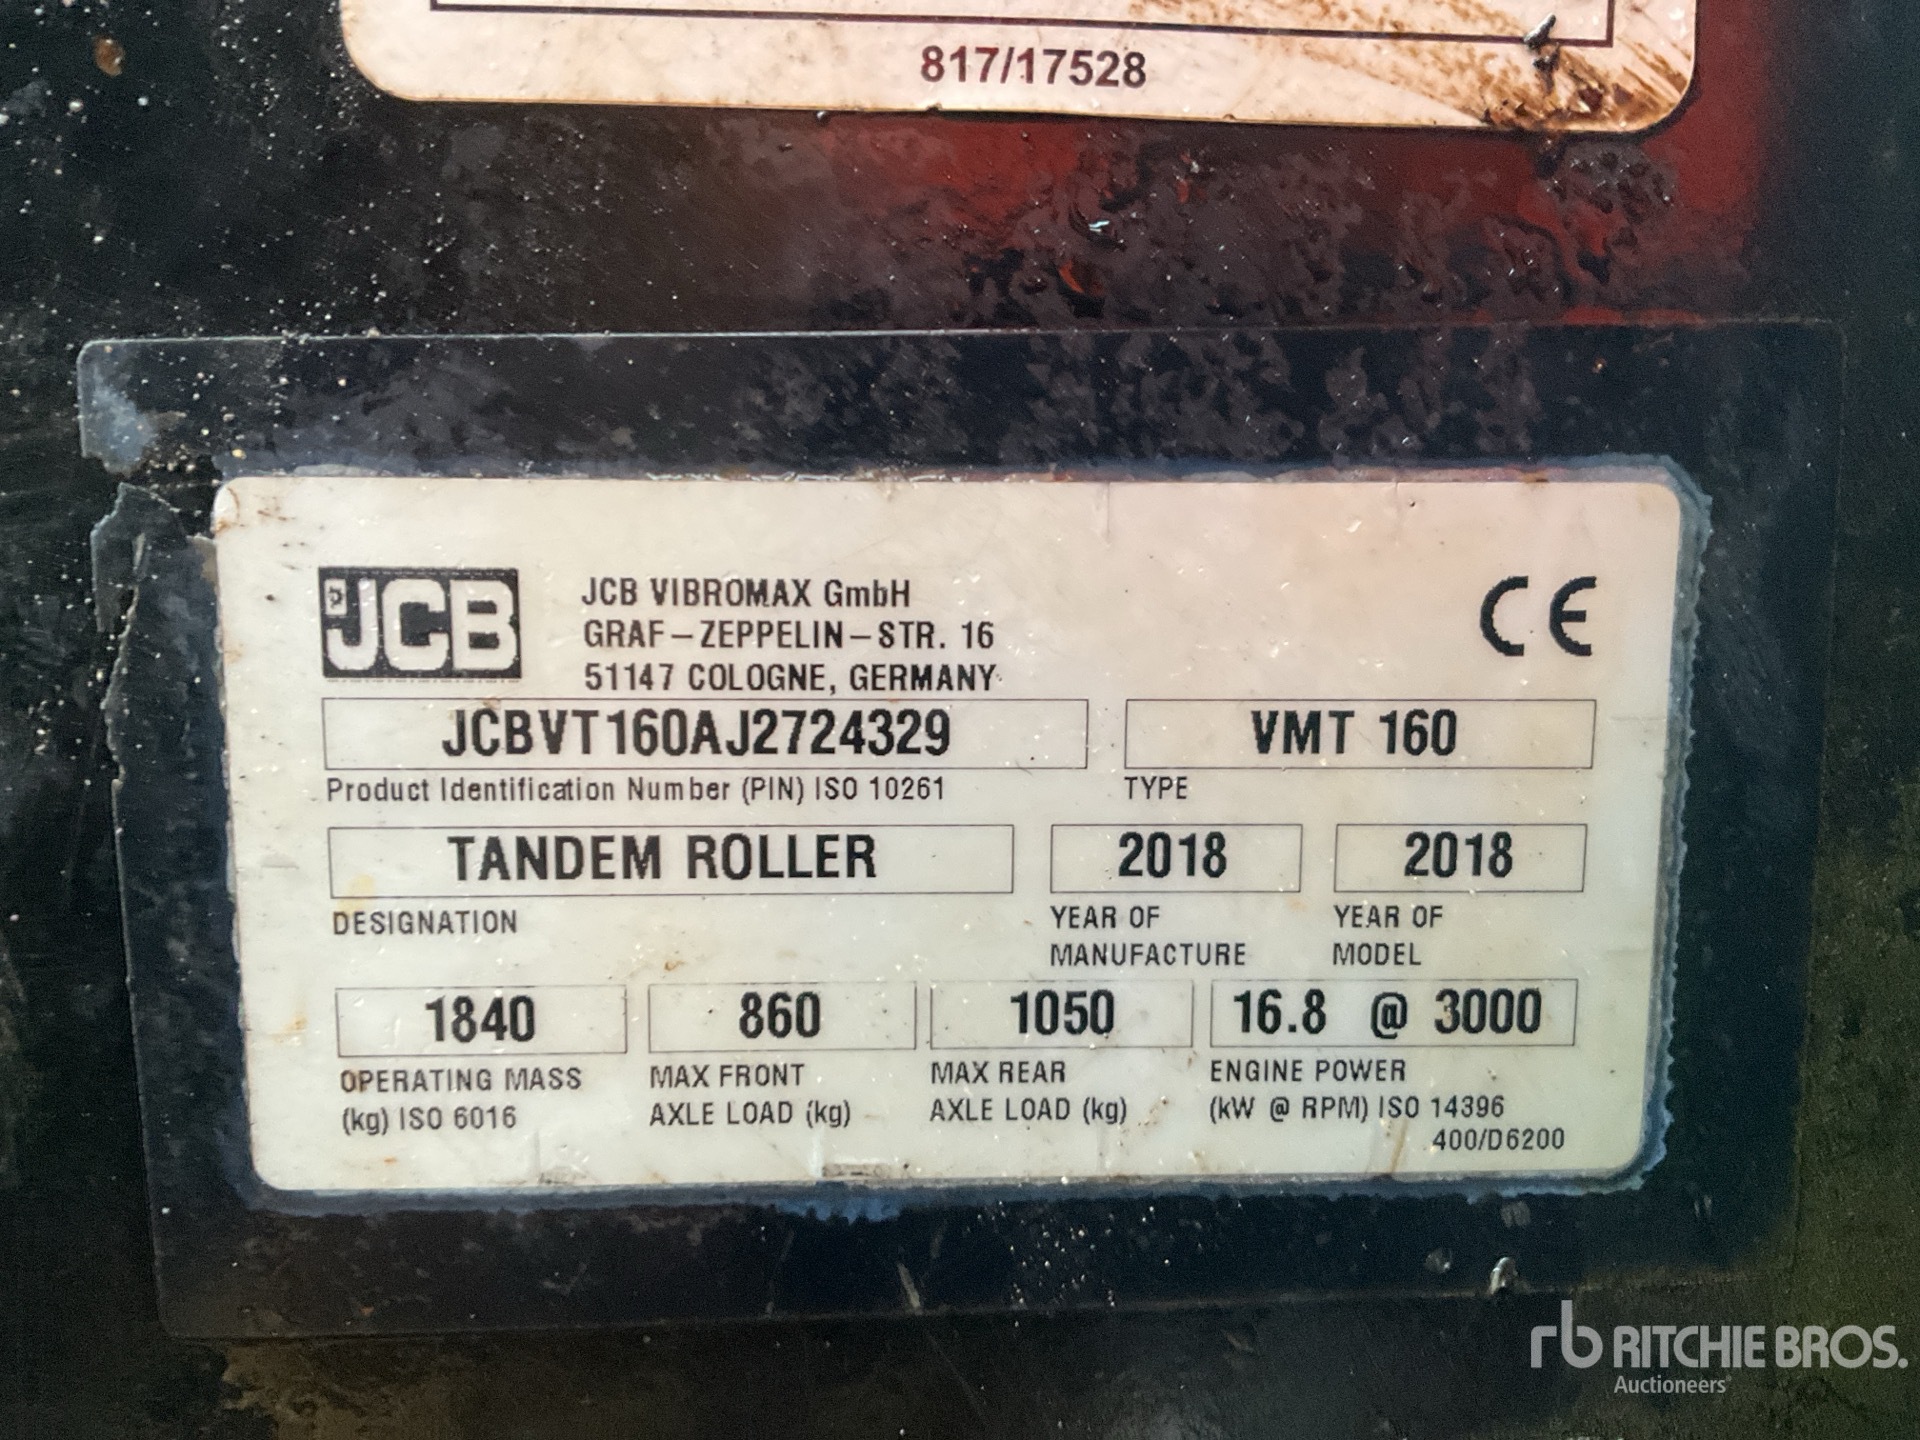 817/17528
JCB
JCB VIBROMAX GmbH
GRAF-ZEPPELIN-STR. 16
51147 COLOGNE, GERMANY
CE
JCBVT160AJ2724329
VMT 160
Product Identification Number (PIN) ISO 10261
TYPE
TANDEM ROLLER
2018
2018
DESIGNATION
YEAR OF
MANUFACTURE
YEAR OF
MODEL
1840
860
1050
16.8 @ 3000
OPERATING MASS
(kg) ISO 6016
MAX FRONT
AXLE LOAD (kg)
MAX REAR
AXLE LOAD (kg)
ENGINE POWER
(kW @ RPM) ISO 14396
400/D6200
rb RITCHIE BROS.
Auctioneers